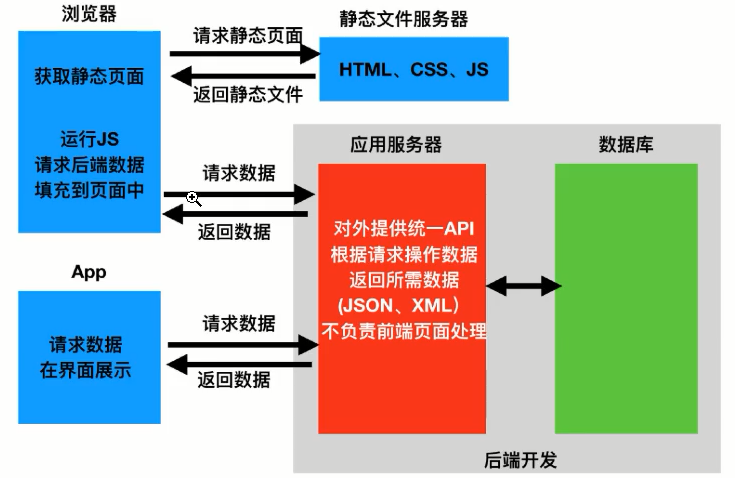 浏览器
静态文件服务器
请求静态页面
获取静态页面
HTML、CSS、JS
返回静态文件
运行JS
请求后端数据
填充到页面中
应用服务器
数据库
请求数据
返回数据
对外提供统一API
根据请求操作数据
返回所需数据
(JSON、XML）
不负责前端页面处理
App
请求数据
在界面展示
请求数据
返回数据
后端开发